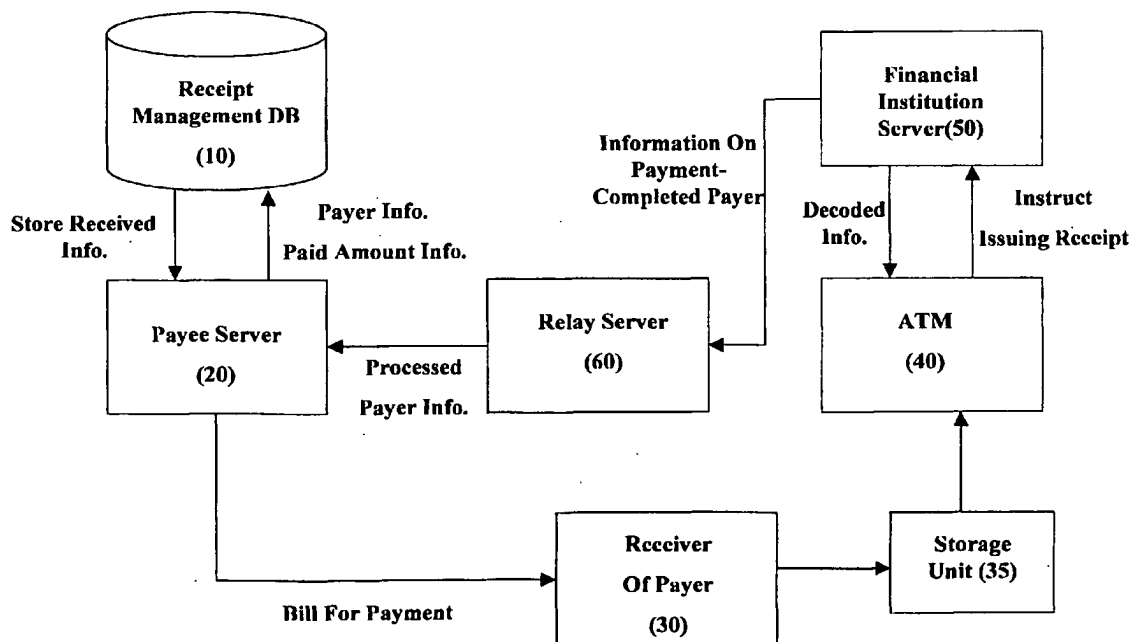 Receipt
Management DB
(10)
Financial
Institution
Server(50)
Information On
Payment-
Completed Payer
Store Received
Info.
Payer Info.
Paid Amount Info.
Decoded
Info.
Instruct
Issuing Receipt
Payee Server
(20)
Relay Server
(60)
ATM
(40)
Processed
Payer Info.
Receiver
Of Payer
(30)
Storage
Unit (35)
Bill For Payment